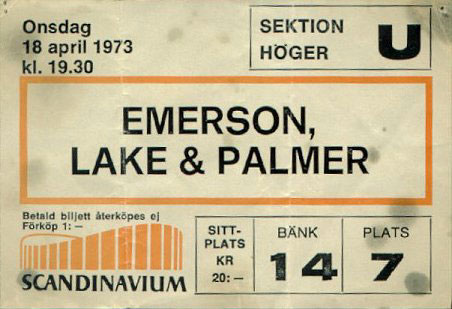 Onsdag
18 april 1973
kl. 19.30
SEKTION
HÖGER
U
EMERSON,
LAKE & PALMER
Betald biljett återköpes ej
Förköp 1:—
SCANDINAVIUM
SITT-
PLATS
KR
20:—
BÄNK
14
PLATS
7